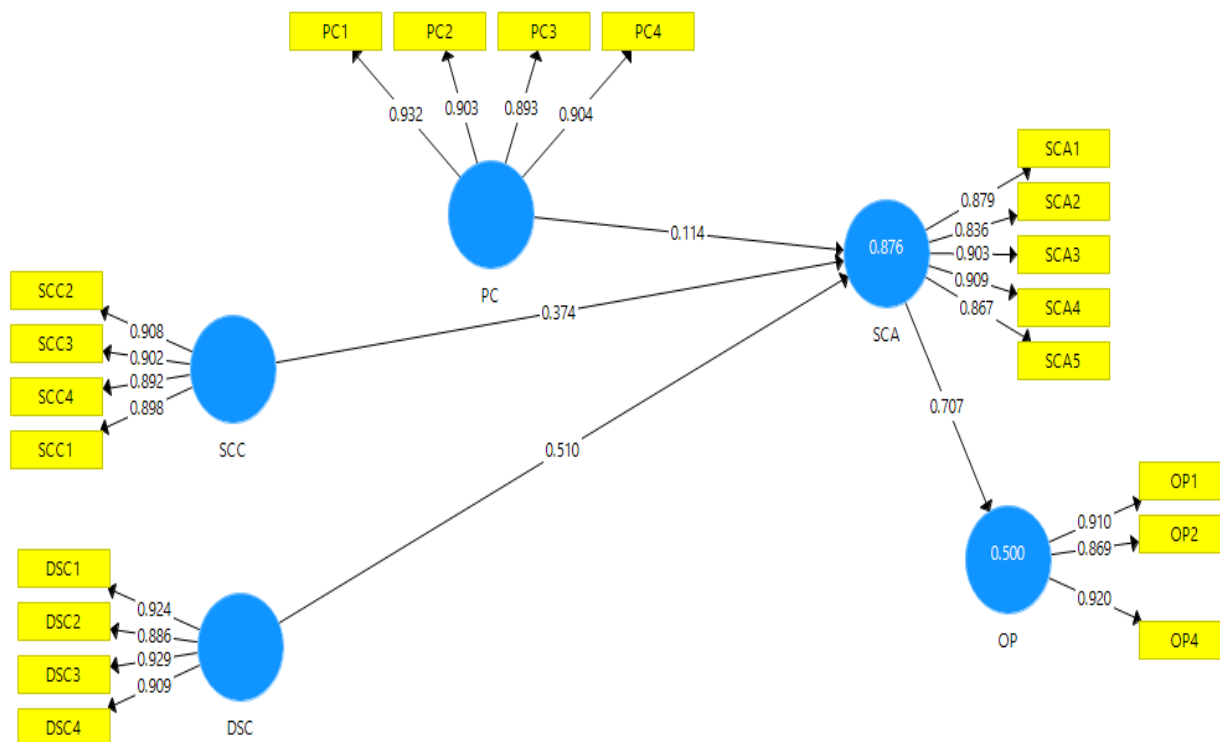 PC1 PC2 PC3 PC4
0.932 0.903 0.893 0.904
PC
SCC2
SCC3
SCC4
SCC1
0.908
0.902
0.892
0.898
SCC
DSC1
DSC2
DSC3
DSC4
0.924
0.886
0.929
0.909
DSC
0.114
0.374
0.510
0.876
SCA
0.879
0.836
0.903
0.909
0.867
SCA1
SCA2
SCA3
SCA4
SCA5
0.707
0.500
OP
0.910
0.869
0.920
OP1
OP2
OP4